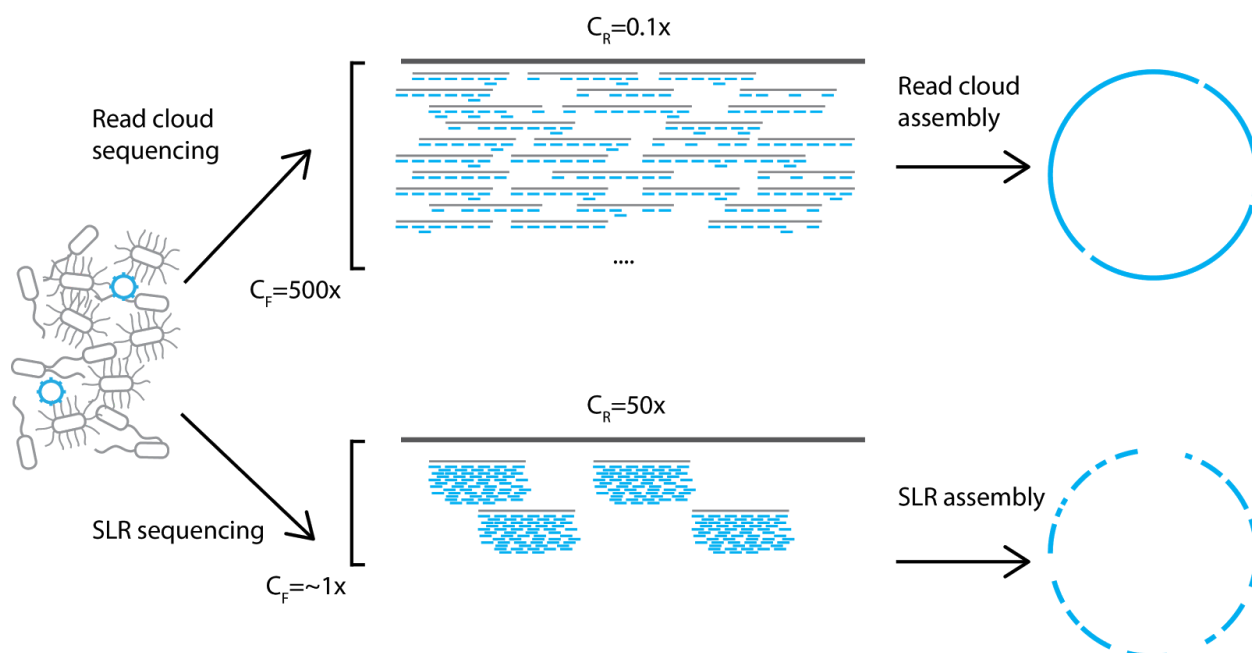 C_R=0.1x
Read cloud
sequencing
Read cloud
assembly
....
C_F=500x
C_R=50x
SLR sequencing
SLR assembly
C_F=~1x